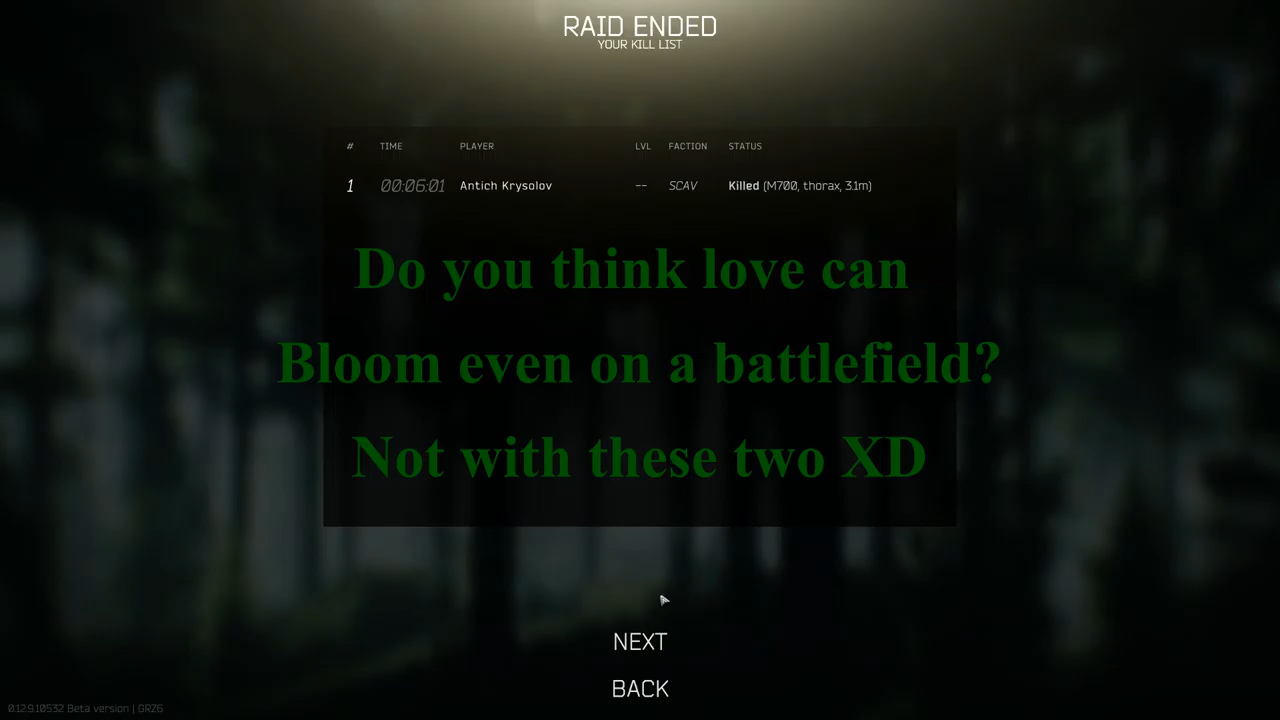 RAID ENDED
YOUR KILL LIST
# TIME PLAYER LVL FACTION STATUS
1 00:06:01 Antich Krysolov -- SCAV Killed (M700, thorax, 3.1m)
Do you think love can
Bloom even on a battlefield?
Not with these two XD
NEXT
BACK
0.12.9.10532 Beta version | GRZ6